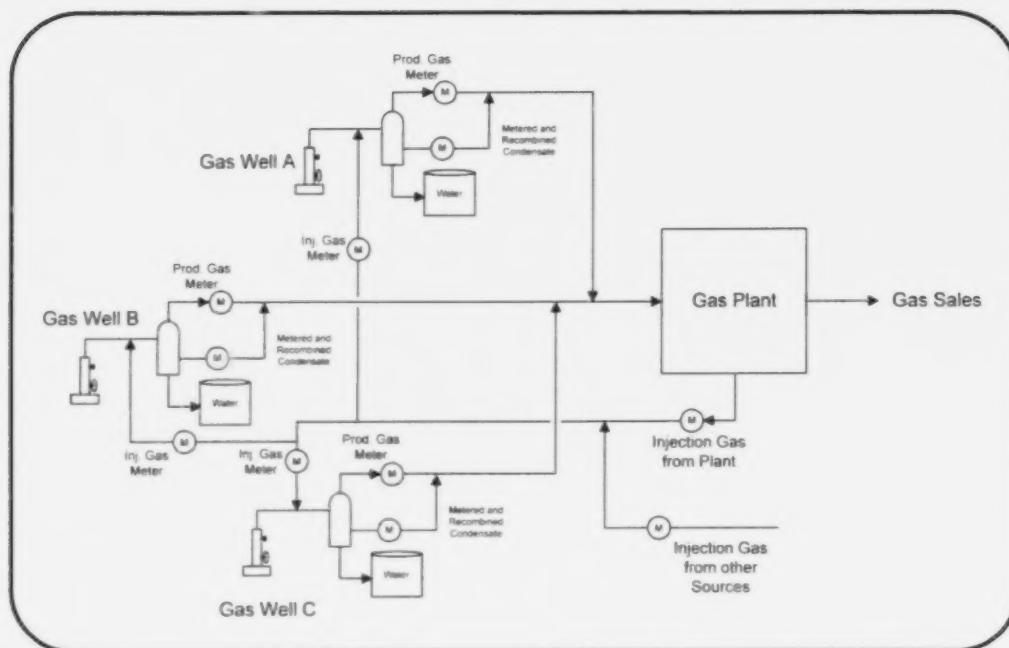 Prod. Gas
Meter
M
Metered and
Recombined
Condensate
M
Gas Well A
Water
Inj. Gas
Meter
M
Prod. Gas
Meter
M
Gas Plant
Gas Sales
Gas Well B
Metered and
Recombined
Condensate
M
Water
M
Injection Gas
from Plant
Inj. Gas
Meter
M
Inj. Gas
Meter
M
Prod. Gas
Meter
M
Metered and
Recombined
Condensate
M
M
Injection Gas
from other
Sources
Water
Gas Well C